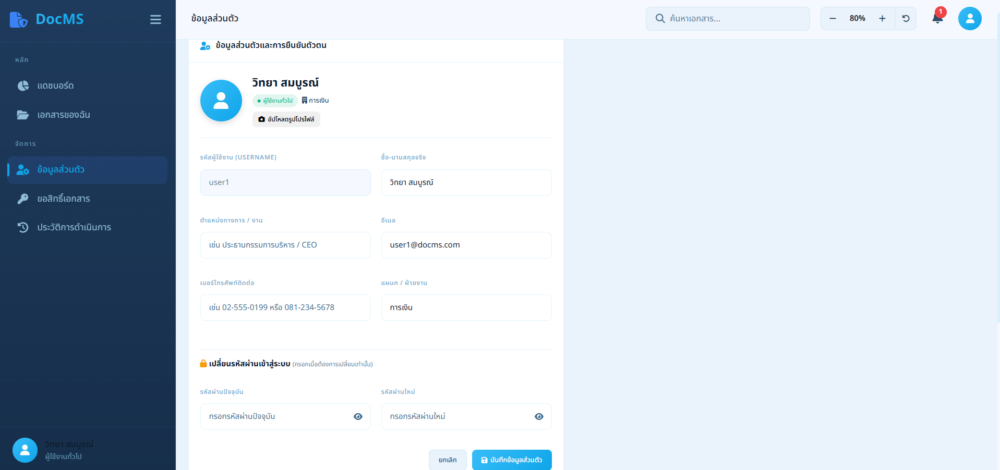 DocMS
ข้อมูลส่วนตัว
ค้นหาเอกสาร...
80%
1
หลัก
แดชบอร์ด
เอกสารของฉัน
จัดการ
ข้อมูลส่วนตัว
ขอสิทธิ์เอกสาร
ประวัติการดำเนินการ
วิทยา สมบูรณ์
ผู้ใช้งานทั่วไป
ข้อมูลส่วนตัวและการยืนยันตัวตน
วิทยา สมบูรณ์
ผู้ใช้งานทั่วไป การเงิน
อัปโหลดรูปโปรไฟล์
รหัสผู้ใช้งาน (USERNAME)
user1
ชื่อ-นามสกุลจริง
วิทยา สมบูรณ์
ตำแหน่งทางการ / งาน
เช่น ประธานกรรมการบริหาร / CEO
อีเมล
user1@docms.com
เบอร์โทรศัพท์ติดต่อ
เช่น 02-555-0199 หรือ 081-234-5678
แผนก / ฝ่ายงาน
การเงิน
เปลี่ยนรหัสผ่านเข้าสู่ระบบ (กรอกเมื่อต้องการเปลี่ยนเท่านั้น)
รหัสผ่านปัจจุบัน
กรอกรหัสผ่านปัจจุบัน
รหัสผ่านใหม่
กรอกรหัสผ่านใหม่
ยกเลิก
บันทึกข้อมูลส่วนตัว